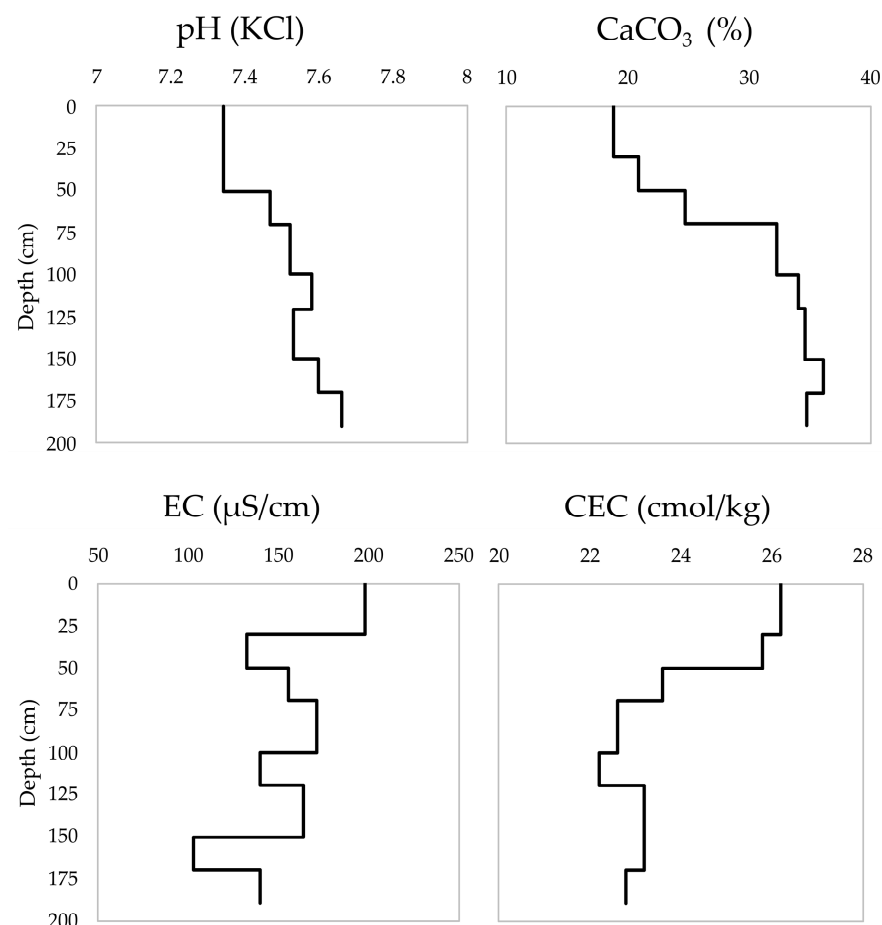 pH (KCl)
7 7.2 7.4 7.6 7.8 8
0
25
50
75
100
125
150
175
200
Depth (cm)
CaCO₃ (%)
10 20 30 40
EC (µS/cm)
50 100 150 200 250
0
25
50
75
100
125
150
175
200
Depth (cm)
CEC (cmol/kg)
20 22 24 26 28